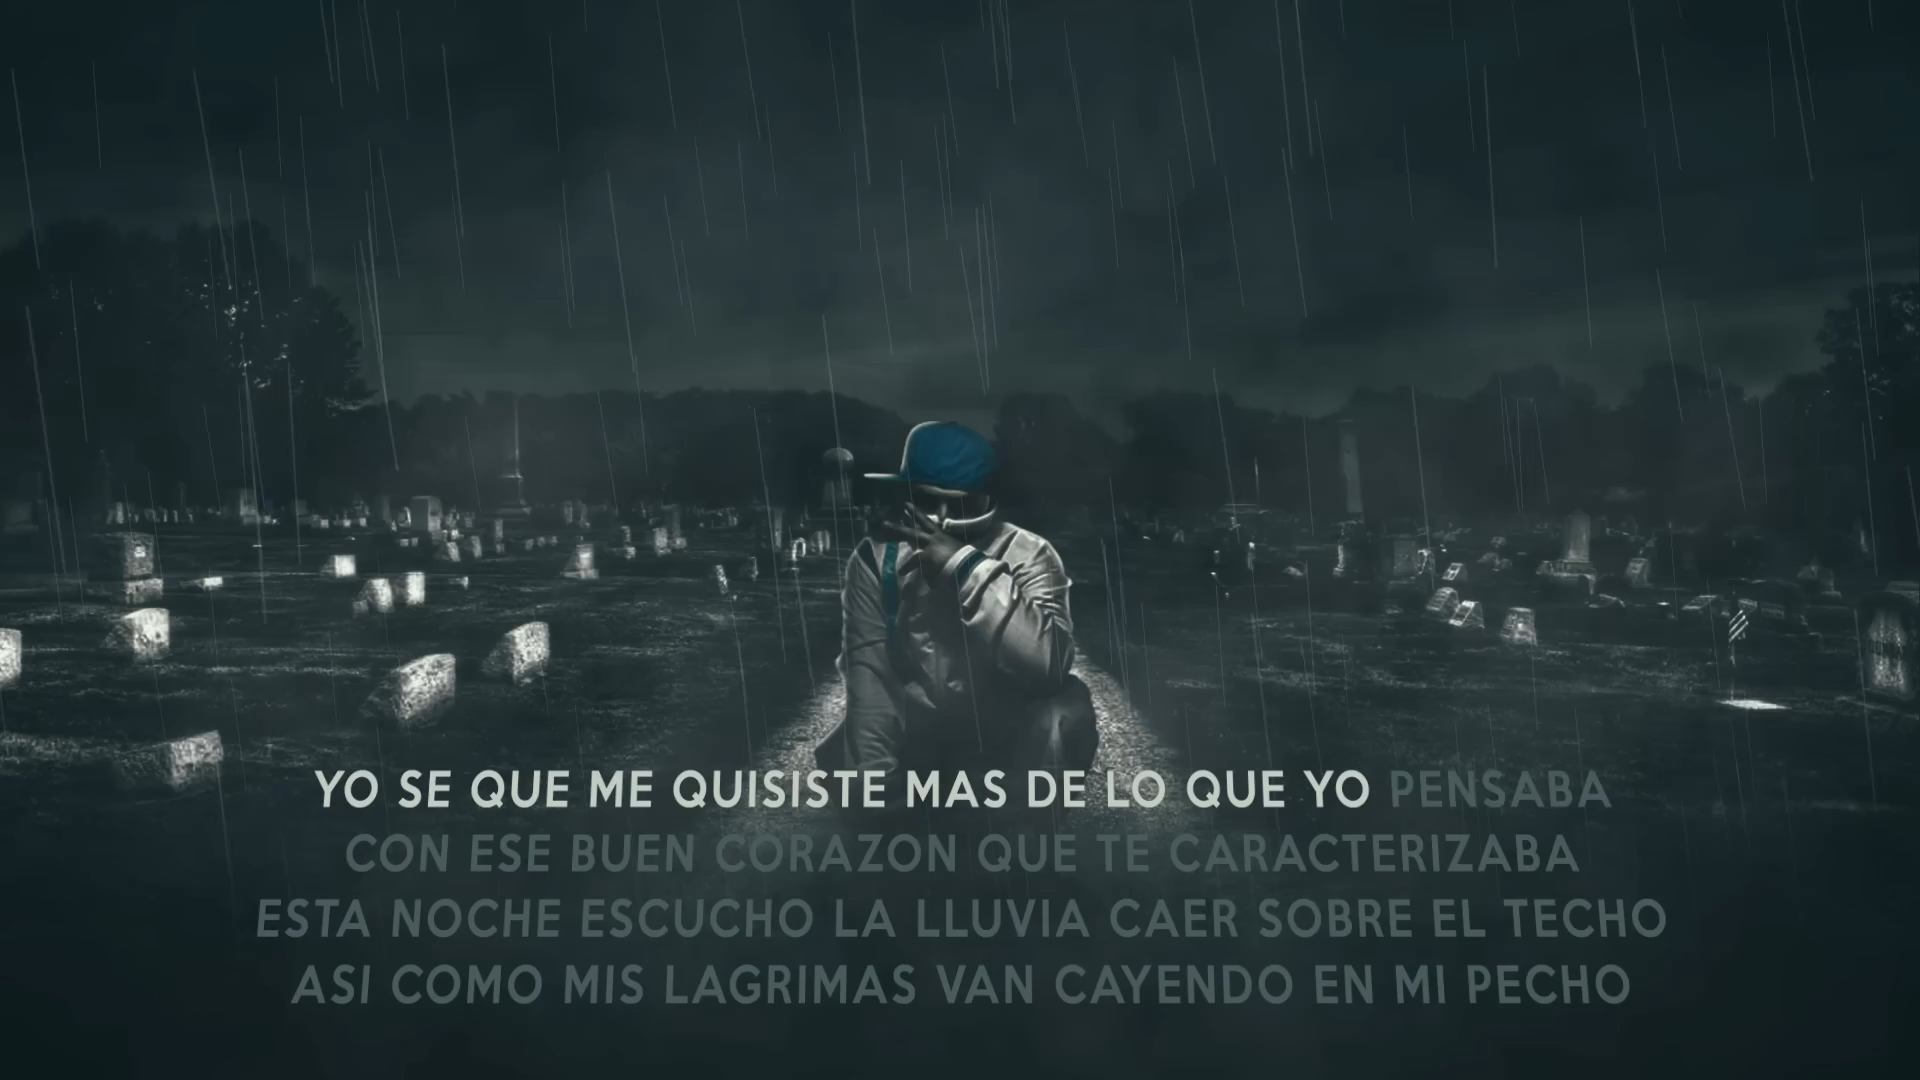 YO SE QUE ME QUISISTE MAS DE LO QUE YO PENSABA
CON ESE BUEN CORAZON QUE TE CARACTERIZABA
ESTA NOCHE ESCUCHO LA LLUVIA CAER SOBRE EL TECHO
ASI COMO MIS LAGRIMAS VAN CAYENDO EN MI PECHO